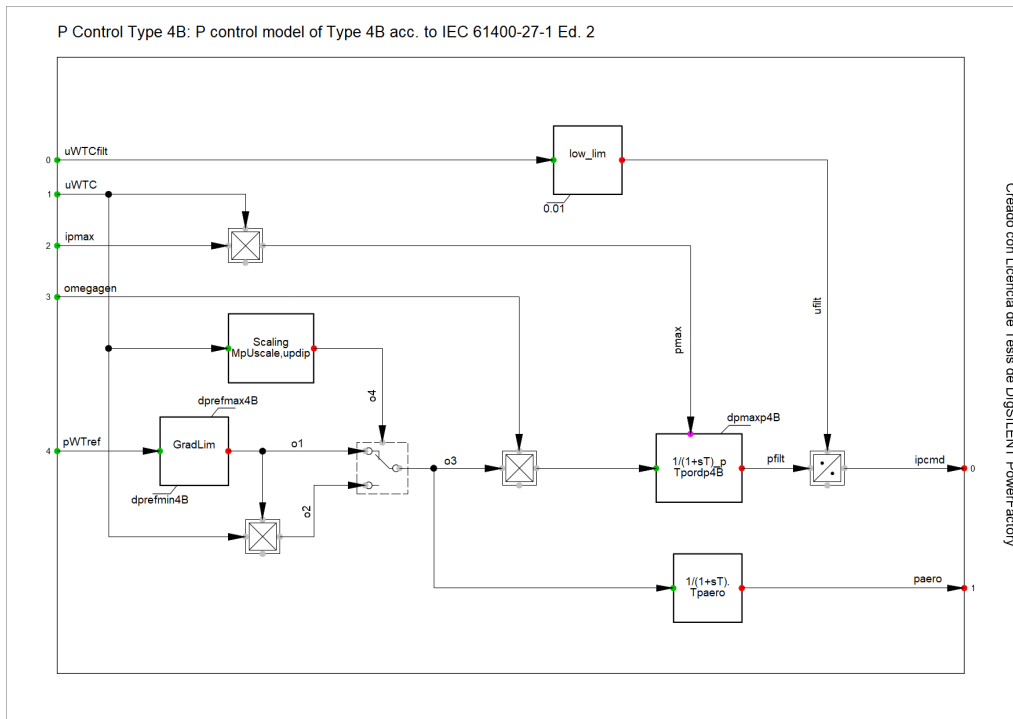 P Control Type 4B: P control model of Type 4B acc. to IEC 61400-27-1 Ed. 2
0
uWTCfilt
low_lim
0.01
1
uWTC
2
ipmax
3
omegagen
Scaling
MpUscale,updip
pmax
ufilt
o4
dprefmax4B
dpmaxp4B
4
pWTref
GradLim
o1
o3
1/(1+sT)_p
Tpordp4B
pfilt
ipcmd
0
dprefmin4B
o2
1/(1+sT).
Tpaero
paero
1
Creado con Licencia de Tesis de DIgSILENT PowerFactory